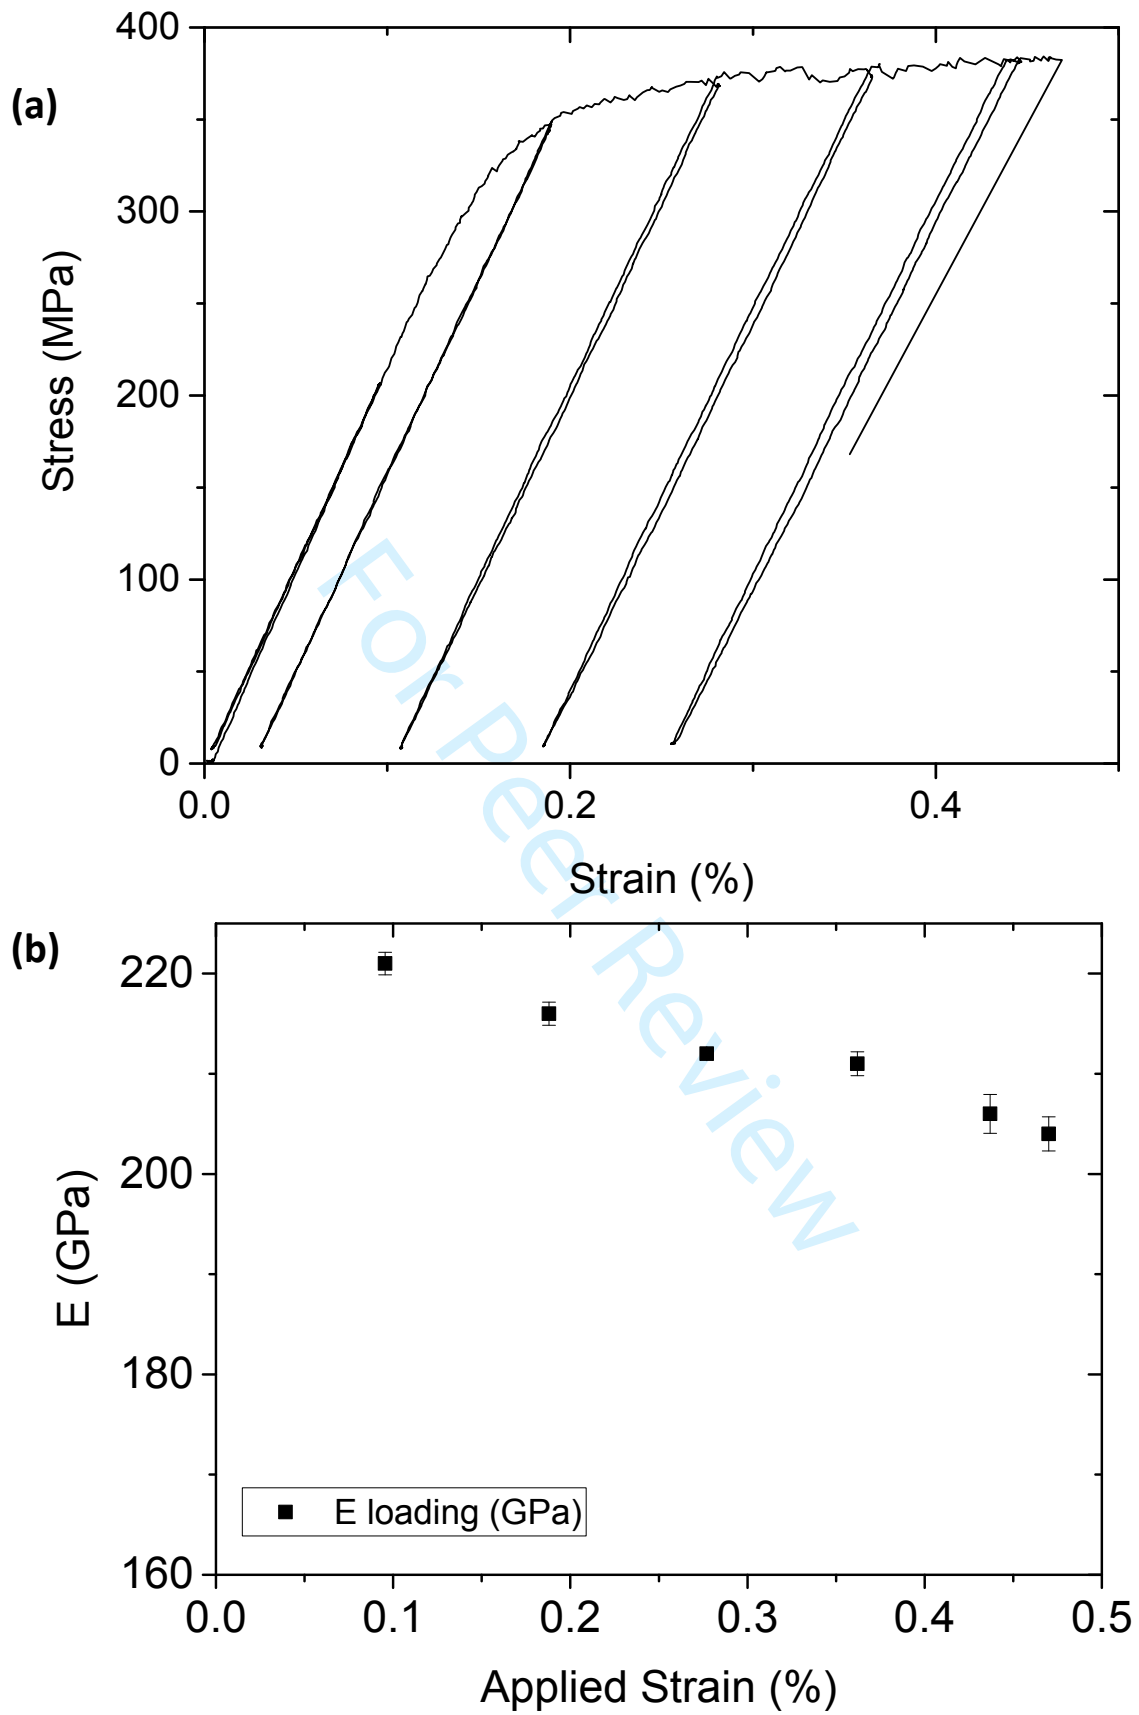 (a)
400
300
200
100
0
Stress (MPa)
0.0 0.2 0.4
Strain (%)
For Peer Review
(b)
220
200
180
160
E (GPa)
E loading (GPa)
0.0 0.1 0.2 0.3 0.4 0.5
Applied Strain (%)